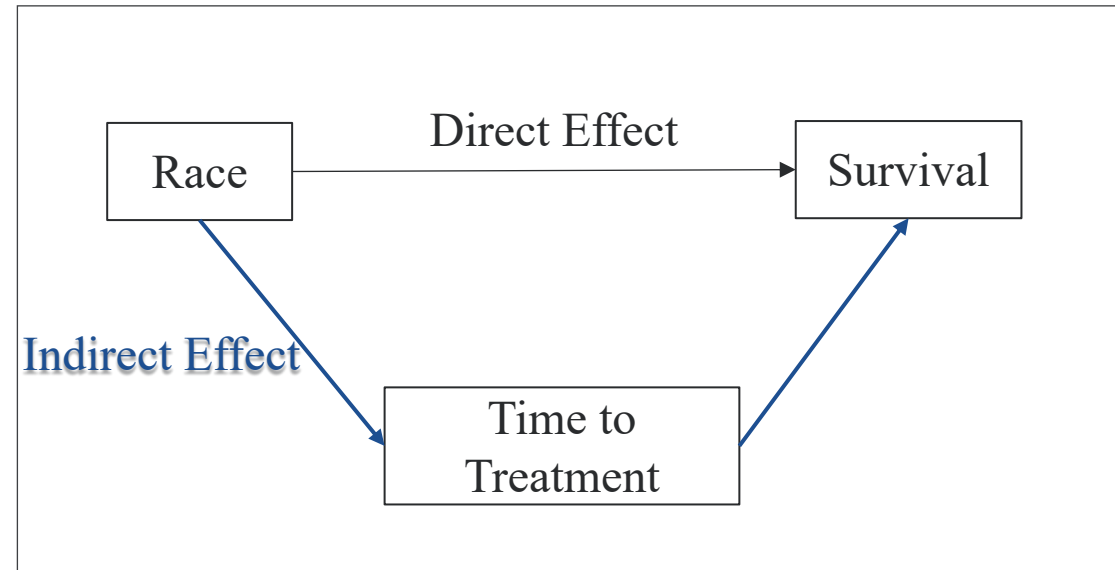 Direct Effect
Race
Survival
Indirect Effect
Time to
Treatment